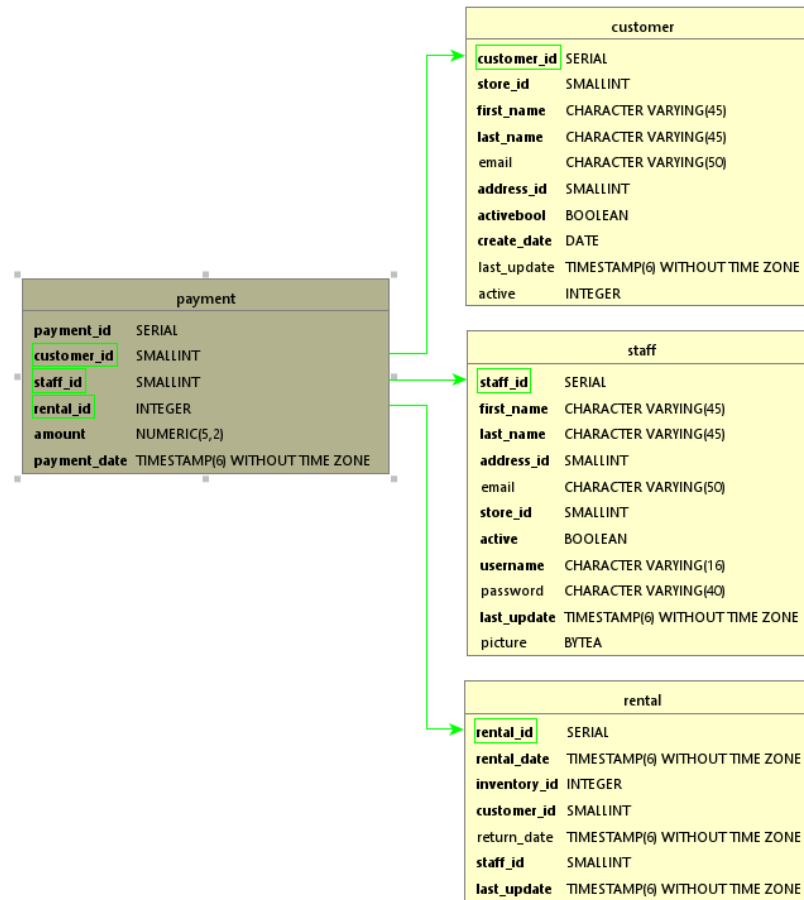 customer
customer_id SERIAL
store_id SMALLINT
first_name CHARACTER VARYING(45)
last_name CHARACTER VARYING(45)
email CHARACTER VARYING(50)
address_id SMALLINT
activebool BOOLEAN
create_date DATE
last_update TIMESTAMP(6) WITHOUT TIME ZONE
active INTEGER
payment
payment_id SERIAL
customer_id SMALLINT
staff_id SMALLINT
rental_id INTEGER
amount NUMERIC(5,2)
payment_date TIMESTAMP(6) WITHOUT TIME ZONE
staff
staff_id SERIAL
first_name CHARACTER VARYING(45)
last_name CHARACTER VARYING(45)
address_id SMALLINT
email CHARACTER VARYING(50)
store_id SMALLINT
active BOOLEAN
username CHARACTER VARYING(16)
password CHARACTER VARYING(40)
last_update TIMESTAMP(6) WITHOUT TIME ZONE
picture BYTEA
rental
rental_id SERIAL
rental_date TIMESTAMP(6) WITHOUT TIME ZONE
inventory_id INTEGER
customer_id SMALLINT
return_date TIMESTAMP(6) WITHOUT TIME ZONE
staff_id SMALLINT
last_update TIMESTAMP(6) WITHOUT TIME ZONE